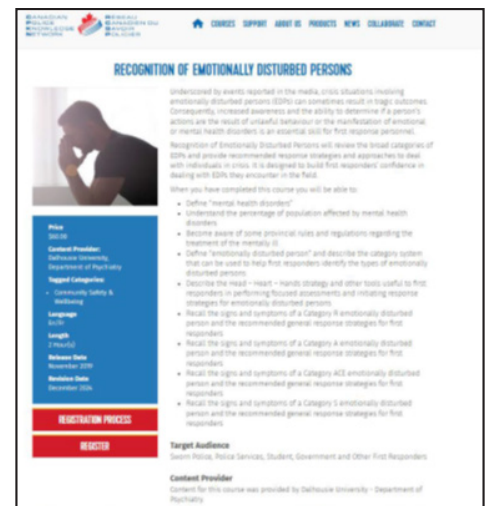 CANADIAN
POLICE
KNOWLEDGE
NETWORK
RÉSEAU
CANADIEN DU
SAVOIR
POLICIER
COURSES SUPPORT ABOUT US PRODUCTS NEWS COLLABORATE CONTACT
RECOGNITION OF EMOTIONALLY DISTURBED PERSONS
Underscored by events reported in the media, crisis situations involving
emotionally disturbed persons (EDPs) can sometimes result in tragic outcomes.
Consequently, increased awareness and the ability to determine if a person's
actions are the result of unlawful behaviour or the manifestation of emotional
or mental health disorders is an essential skill for first response personnel.
Recognition of Emotionally Disturbed Persons will review the broad categories of
EDPs and provide recommended response strategies and approaches to deal
with individuals in crisis. It is designed to build first responders' confidence in
dealing with EDPs they encounter in the field.
When you have completed this course you will be able to:
• Define "mental health disorders"
• Understand the percentage of population affected by mental health
disorders
• Become aware of some provincial rules and regulations regarding the
treatment of the mentally ill
• Define "emotionally disturbed person" and describe the category system
that can be used to help first responders identify the types of emotionally
disturbed persons
• Describe the Head – Heart – Hands strategy and other tools useful to first
responders in performing focused assessments and initiating response
strategies for emotionally disturbed persons
• Recall the signs and symptoms of a Category R emotionally disturbed
person and the recommended general response strategies for first
responders
• Recall the signs and symptoms of a Category A emotionally disturbed
person and the recommended general response strategies for first
responders
• Recall the signs and symptoms of a Category ACE emotionally disturbed
person and the recommended general response strategies for first
responders
• Recall the signs and symptoms of a Category S emotionally disturbed
person and the recommended general response strategies for first
responders
Target Audience
Sworn Police, Police Services, Student, Government and Other First Responders
Content Provider
Content for this course was provided by Dalhousie University - Department of
Psychiatry
Price
Content Provider:
Dalhousie University,
Department of Psychiatry
Tagged Categories:
• Community Safety &
Wellbeing
Language
En/Fr
Length
2 Hour(s)
Release Date
November 2019
Revision Date
December 2024
REGISTRATION PROCESS
REGISTER